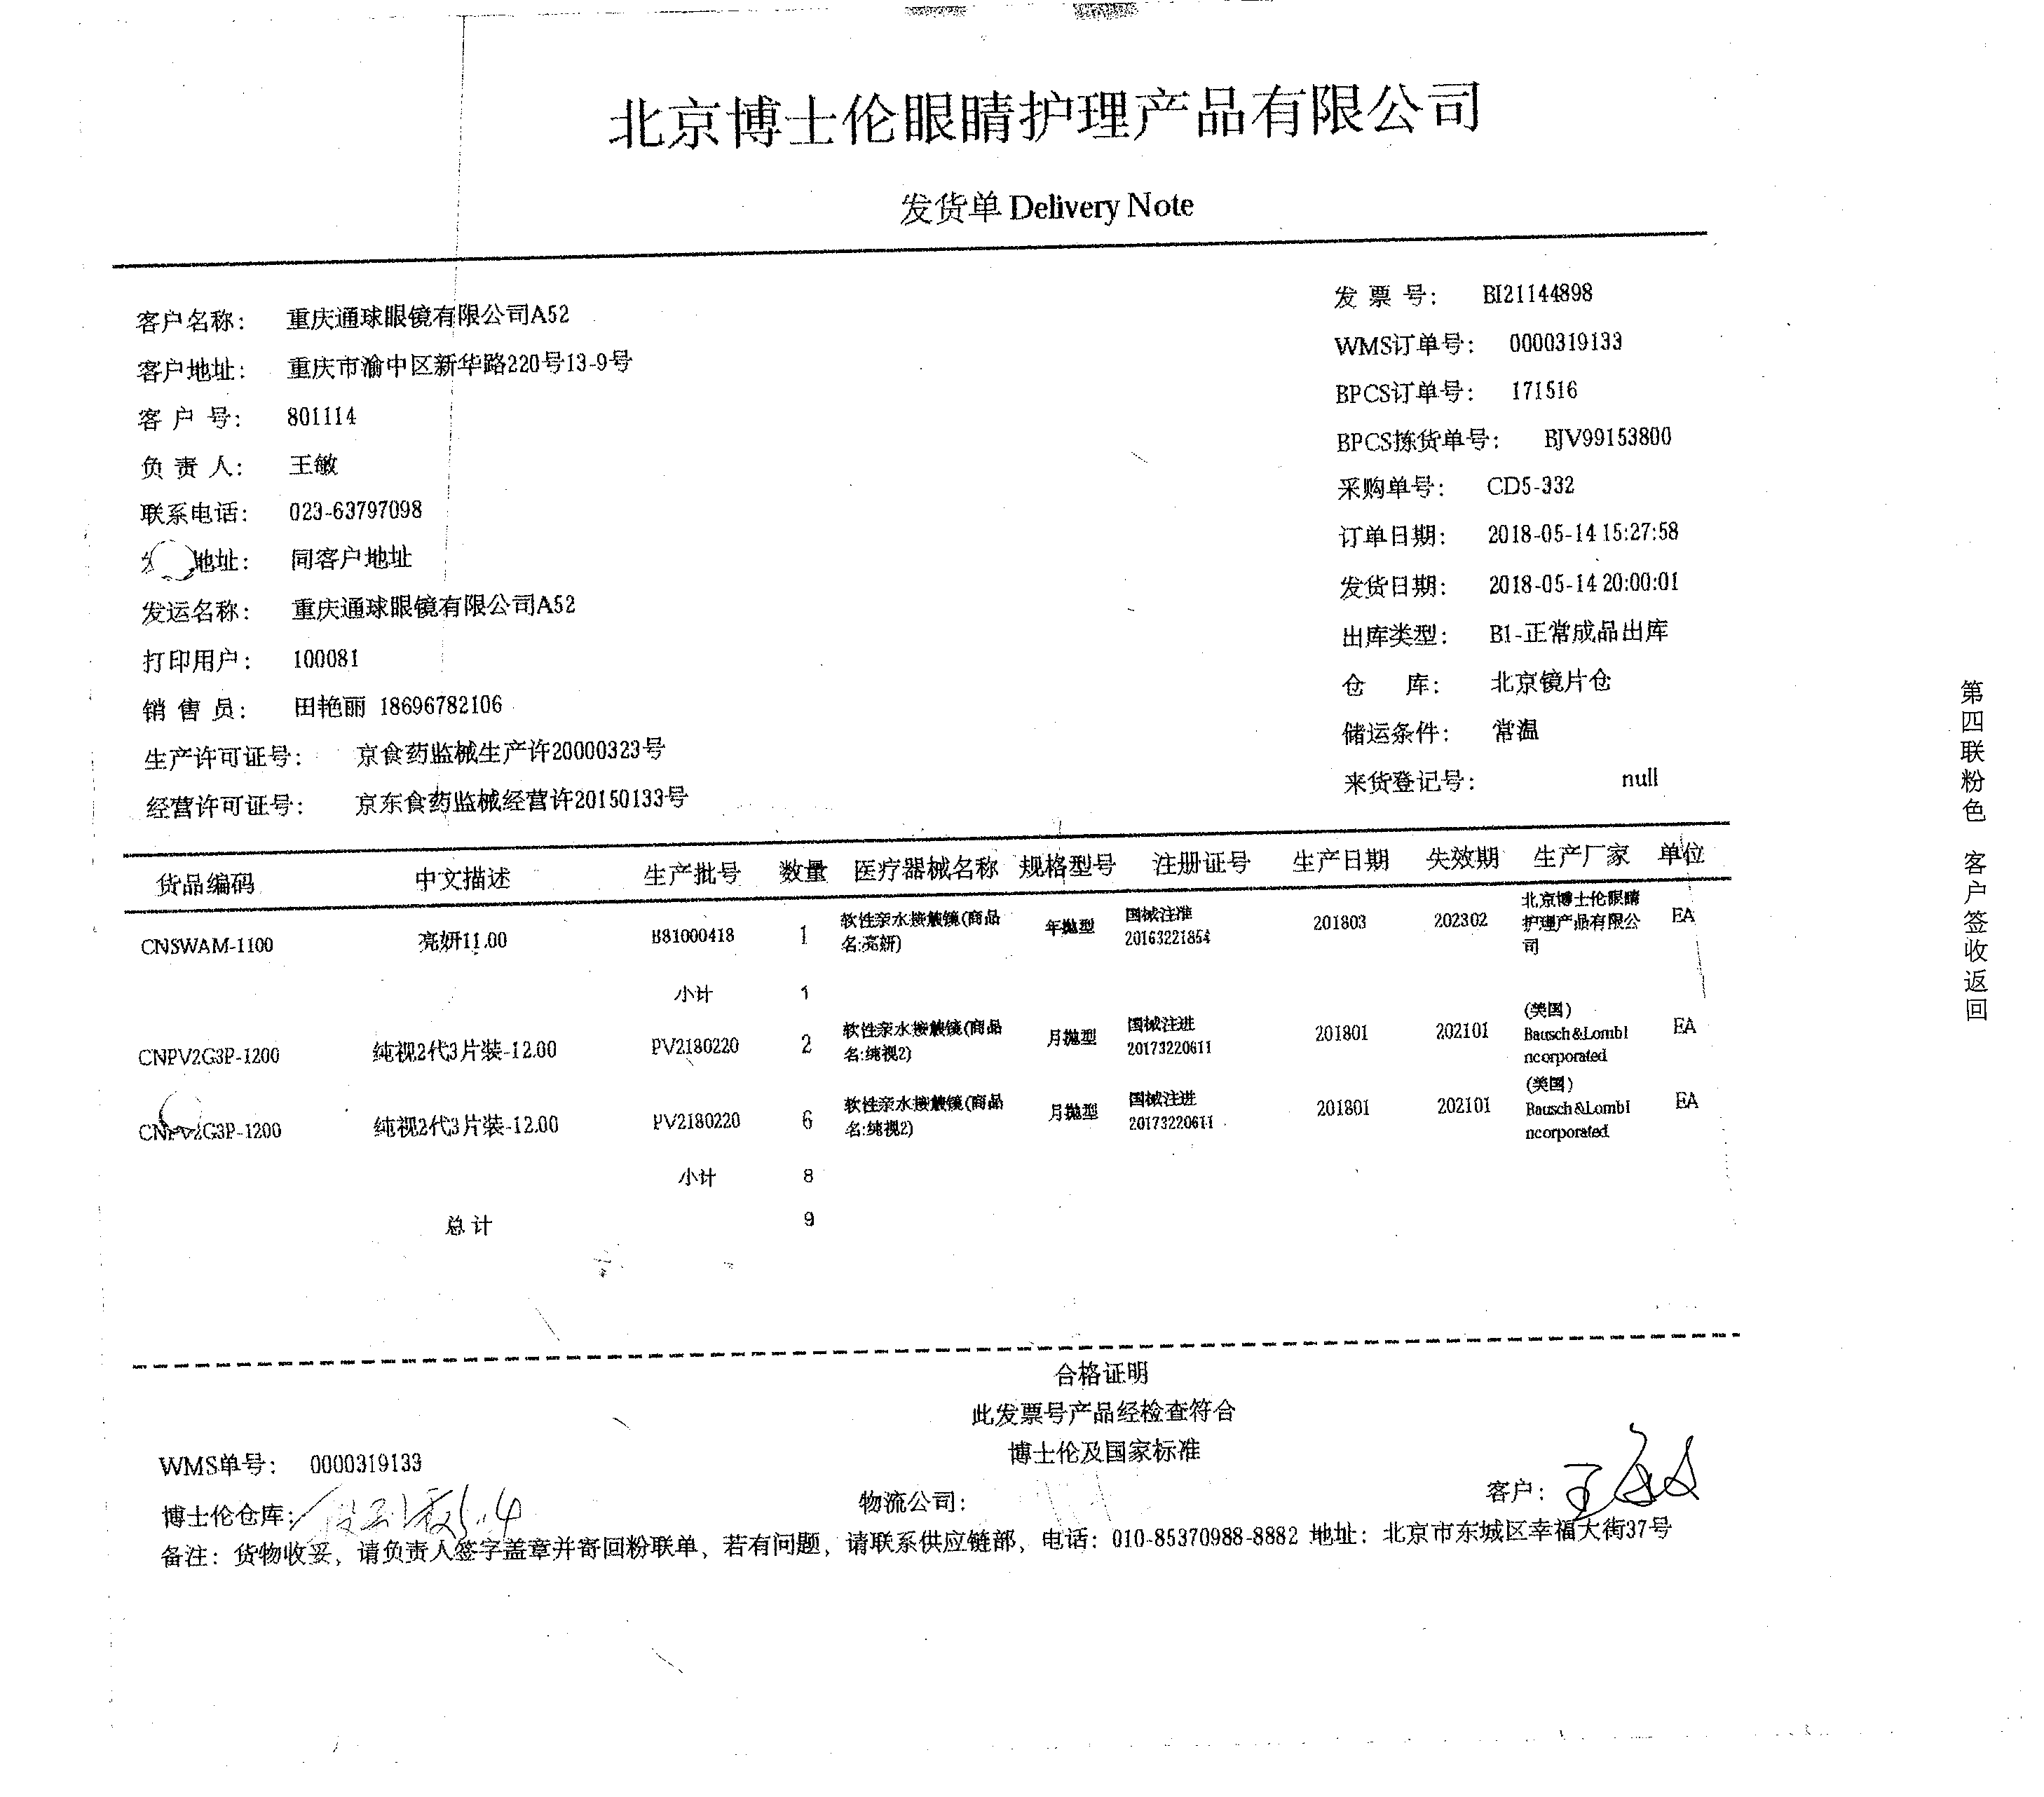 北京博士伦眼睛护理产品有限公司
发货单 Delivery Note
客户名称： 重庆通球眼镜有限公司A52
客户地址： 重庆市渝中区新华路220号13-9号
客 户 号： 801114
负 责 人： 王敏
联系电话： 023-63797098
地址： 同客户地址
发运名称： 重庆通球眼镜有限公司A52
打印用户： 100081
销 售 员： 田艳丽 18696782106
生产许可证号： 京食药监械生产许20000323号
经营许可证号： 京东食药监械经营许20150133号
发 票 号： BI21144898
WMS订单号： 0000319133
BPCS订单号： 171516
BPCS拣货单号： BJV99153800
采购单号： CD5-332
订单日期： 2018-05-14 15:27:58
发货日期： 2018-05-14 20:00:01
出库类型： B1-正常成品出库
仓 库： 北京镜片仓
储运条件： 常温
来货登记号： null
货品编码 中文描述 生产批号 数量 医疗器械名称 规格型号 注册证号 生产日期 失效期 生产厂家 单位
CNSWAM-1100 亮妍11.00 B81000418 1 软性亲水接触镜(商品名:亮妍) 年抛型 国械注准20163221854 201803 202302 北京博士伦眼睛护理产品有限公司 EA
小计 1
CNPV2G3P-1200 纯视2代3片装-12.00 PV2180220 2 软性亲水接触镜(商品名:纯视2) 月抛型 国械注进20173220611 201801 202101 (美国) Bausch&LombIncorporated EA
CNPV2G3P-1200 纯视2代3片装-12.00 PV2180220 6 软性亲水接触镜(商品名:纯视2) 月抛型 国械注进20173220611 201801 202101 (美国) Bausch&LombIncorporated EA
小计 8
总计 9
合格证明
此发票号产品经检查符合
博士伦及国家标准
WMS单号： 0000319133
博士伦仓库： 5.14
物流公司：
客户： 王敏
备注：货物收妥，请负责人签字盖章并寄回粉联单，若有问题，请联系供应链部，电话：010-85370988-8882 地址：北京市东城区幸福大街37号
第四联粉色 客户签收返回